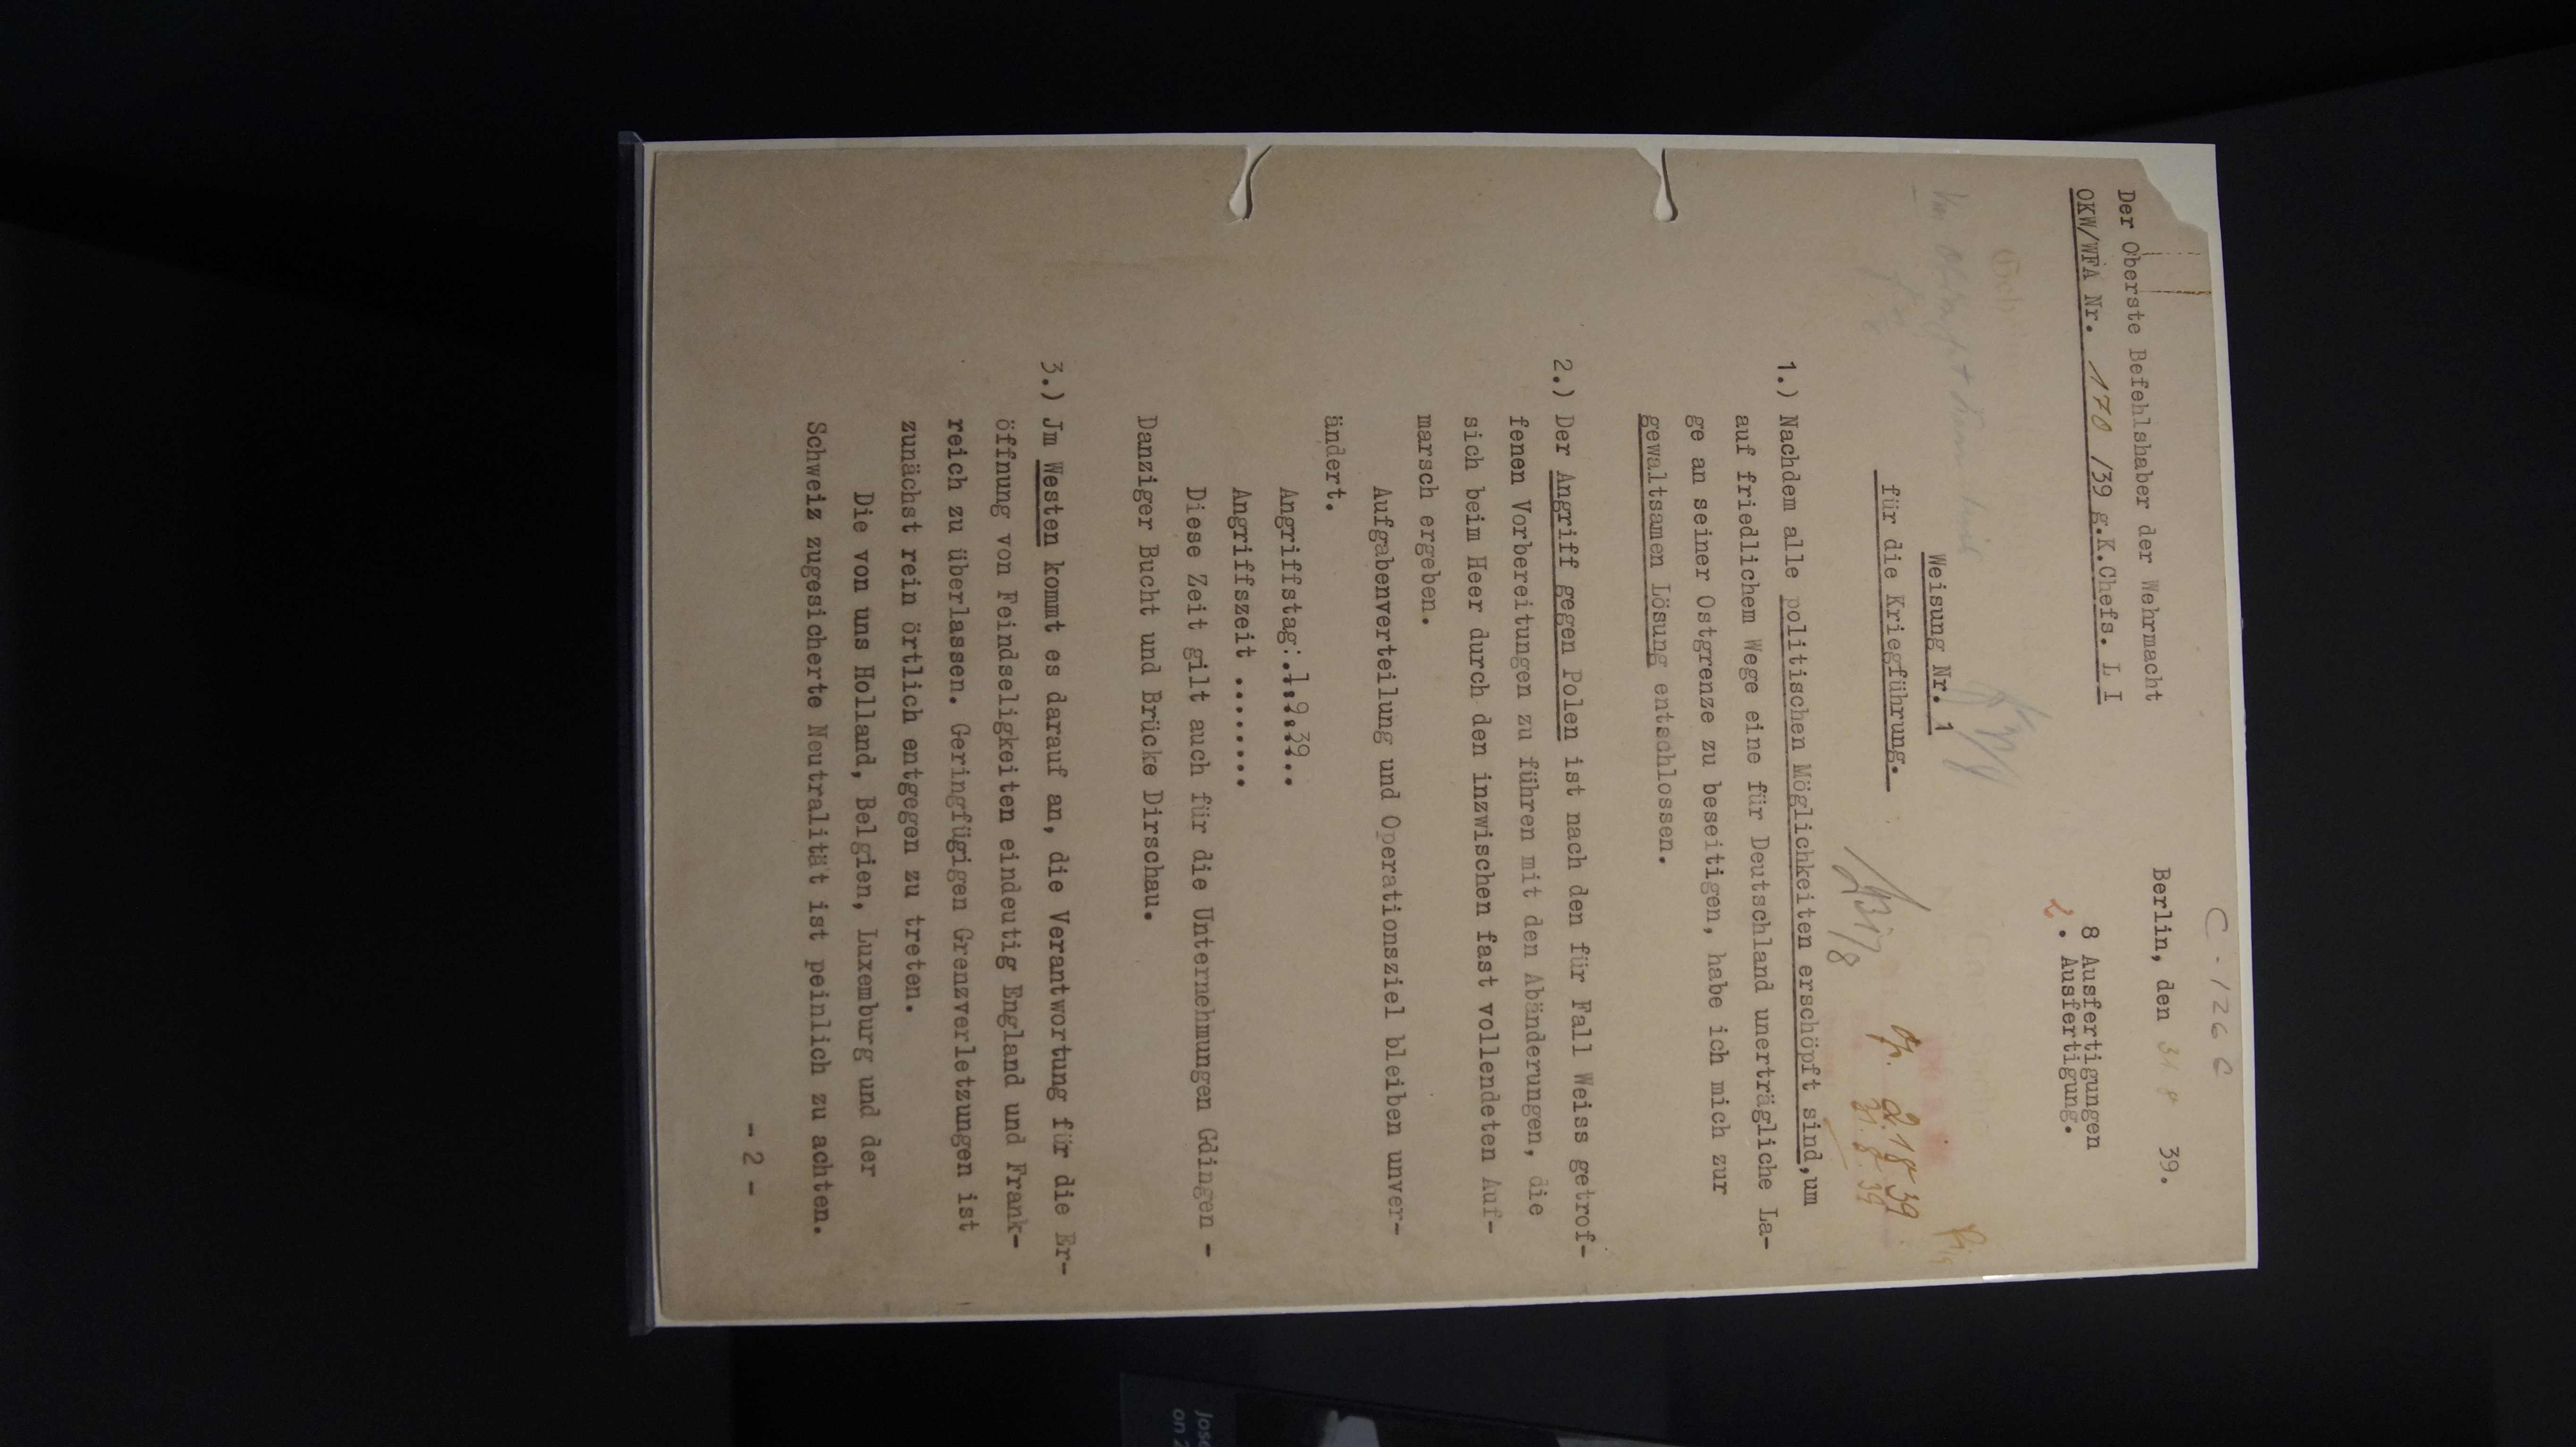 C-126 C
Der Oberste Befehlshaber der Wehrmacht
Berlin, den 31 8 39.
OKW/WFA Nr. 170 /39 g.K.Chefs. L I
8 Ausfertigungen
2. Ausfertigung.
Weisung Nr. 1
für die Kriegführung.
31/8
31.8.39
1.) Nachdem alle politischen Möglichkeiten erschöpft sind,um
auf friedlichem Wege eine für Deutschland unerträgliche La-
ge an seiner Ostgrenze zu beseitigen, habe ich mich zur
gewaltsamen Lösung entschlossen.
2.) Der Angriff gegen Polen ist nach den für Fall Weiss getrof-
fenen Vorbereitungen zu führen mit den Abänderungen, die
sich beim Heer durch den inzwischen fast vollendeten Auf-
marsch ergeben.
Aufgabenverteilung und Operationsziel bleiben unver-
ändert.
Angriffstag:.1.9.39..
Angriffszeit ........
Diese Zeit gilt auch für die Unternehmungen Gdingen -
Danziger Bucht und Brücke Dirschau.
3.) Jm Westen kommt es darauf an, die Verantwortung für die Er-
öffnung von Feindseligkeiten eindeutig England und Frank-
reich zu überlassen. Geringfügigen Grenzverletzungen ist
zunächst rein örtlich entgegen zu treten.
Die von uns Holland, Belgien, Luxemburg und der
Schweiz zugesicherte Neutralität ist peinlich zu achten.
- 2 -